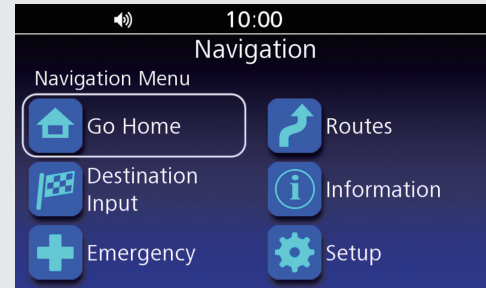 10:00
Navigation
Navigation Menu
Go Home
Routes
Destination
Input
Information
Emergency
Setup